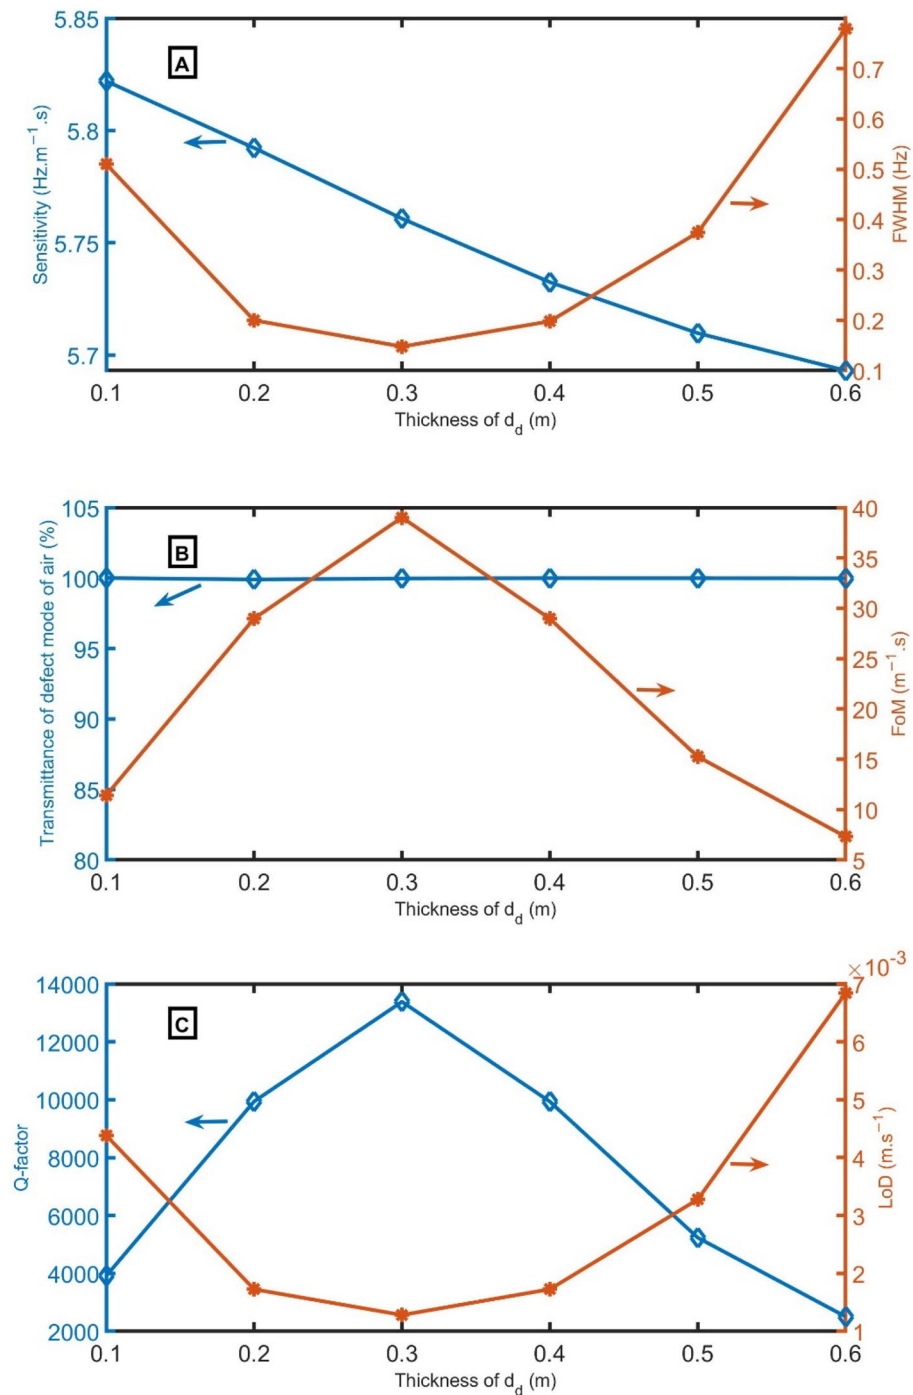 A
5.85
5.8
5.75
5.7
Sensitivity (Hz.m⁻¹.s)
0.7
0.6
0.5
0.4
0.3
0.2
0.1
FWHM (Hz)
0.1 0.2 0.3 0.4 0.5 0.6
Thickness of d_d (m)
B
105
100
95
90
85
80
Transmittance of defect mode of air (%)
40
35
30
25
20
15
10
5
FoM (m⁻¹.s)
0.1 0.2 0.3 0.4 0.5 0.6
Thickness of d_d (m)
C
14000
12000
10000
8000
6000
4000
2000
Q-factor
×10⁻³
7
6
5
4
3
2
1
LoD (m.s⁻¹)
0.1 0.2 0.3 0.4 0.5 0.6
Thickness of d_d (m)